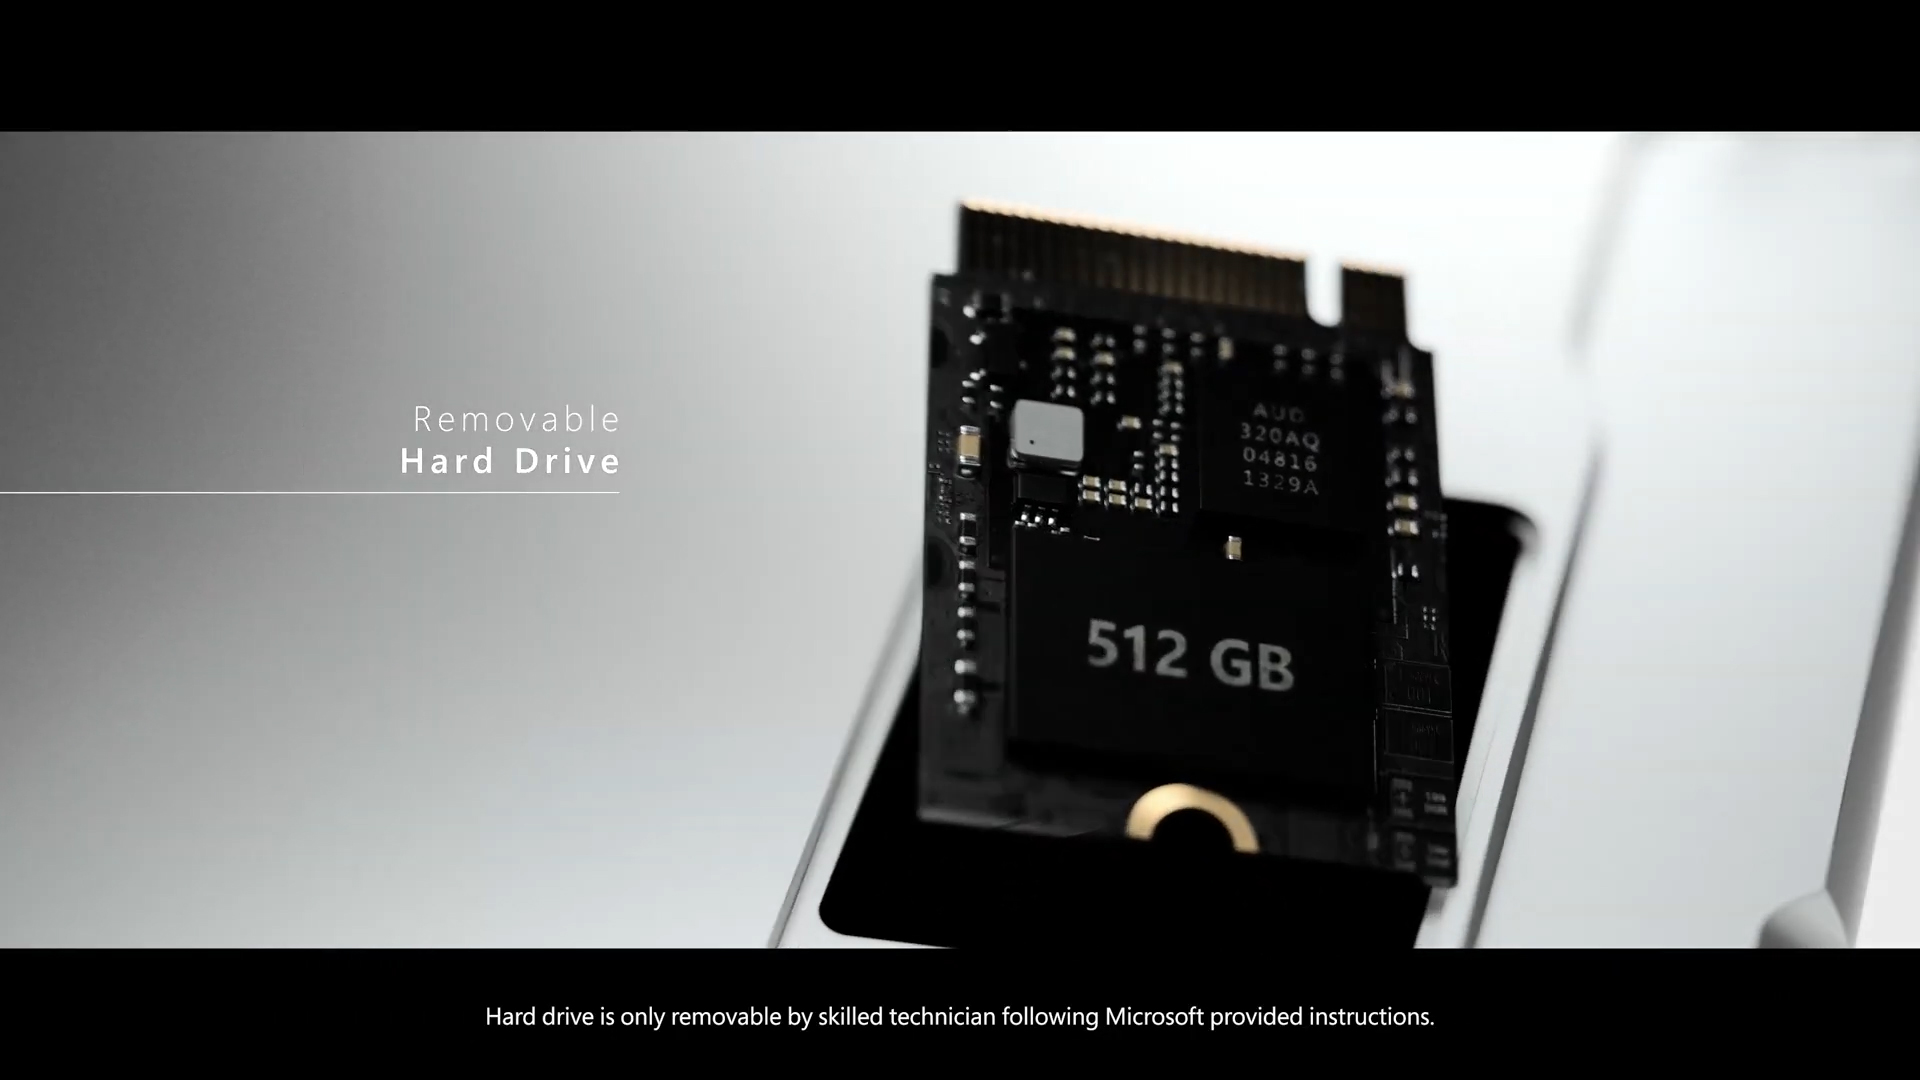 Removable
Hard Drive
AUO
320AQ
04816
1329A
512 GB
Hard drive is only removable by skilled technician following Microsoft provided instructions.